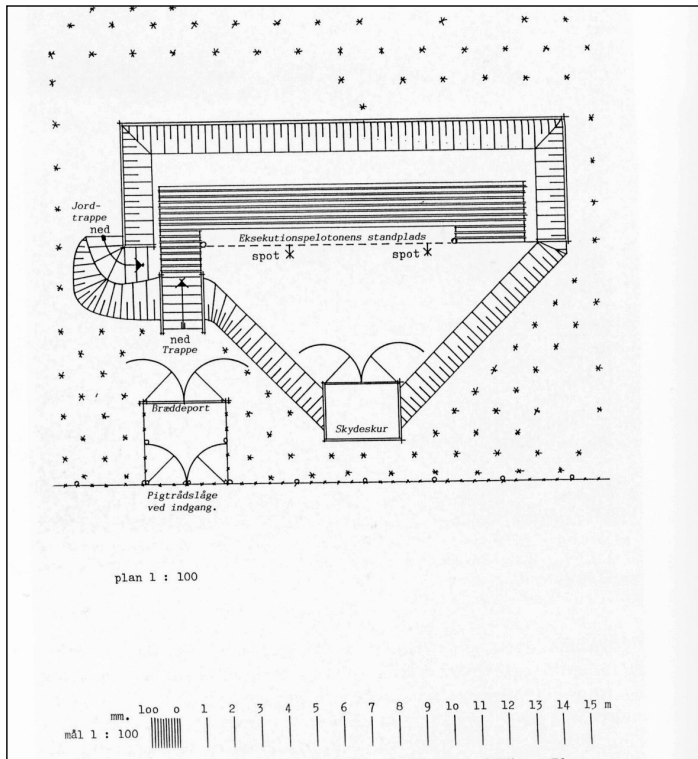 Jord-
trappe
ned
Eksekutionspelotonens standplads
spot
spot
ned
Trappe
Bræddeport
Skydeskur
Pigtrådslåge
ved indgang.
plan 1 : 100
mm. 1oo o 1 2 3 4 5 6 7 8 9 1o 11 12 13 14 15 m
mål 1 : 100